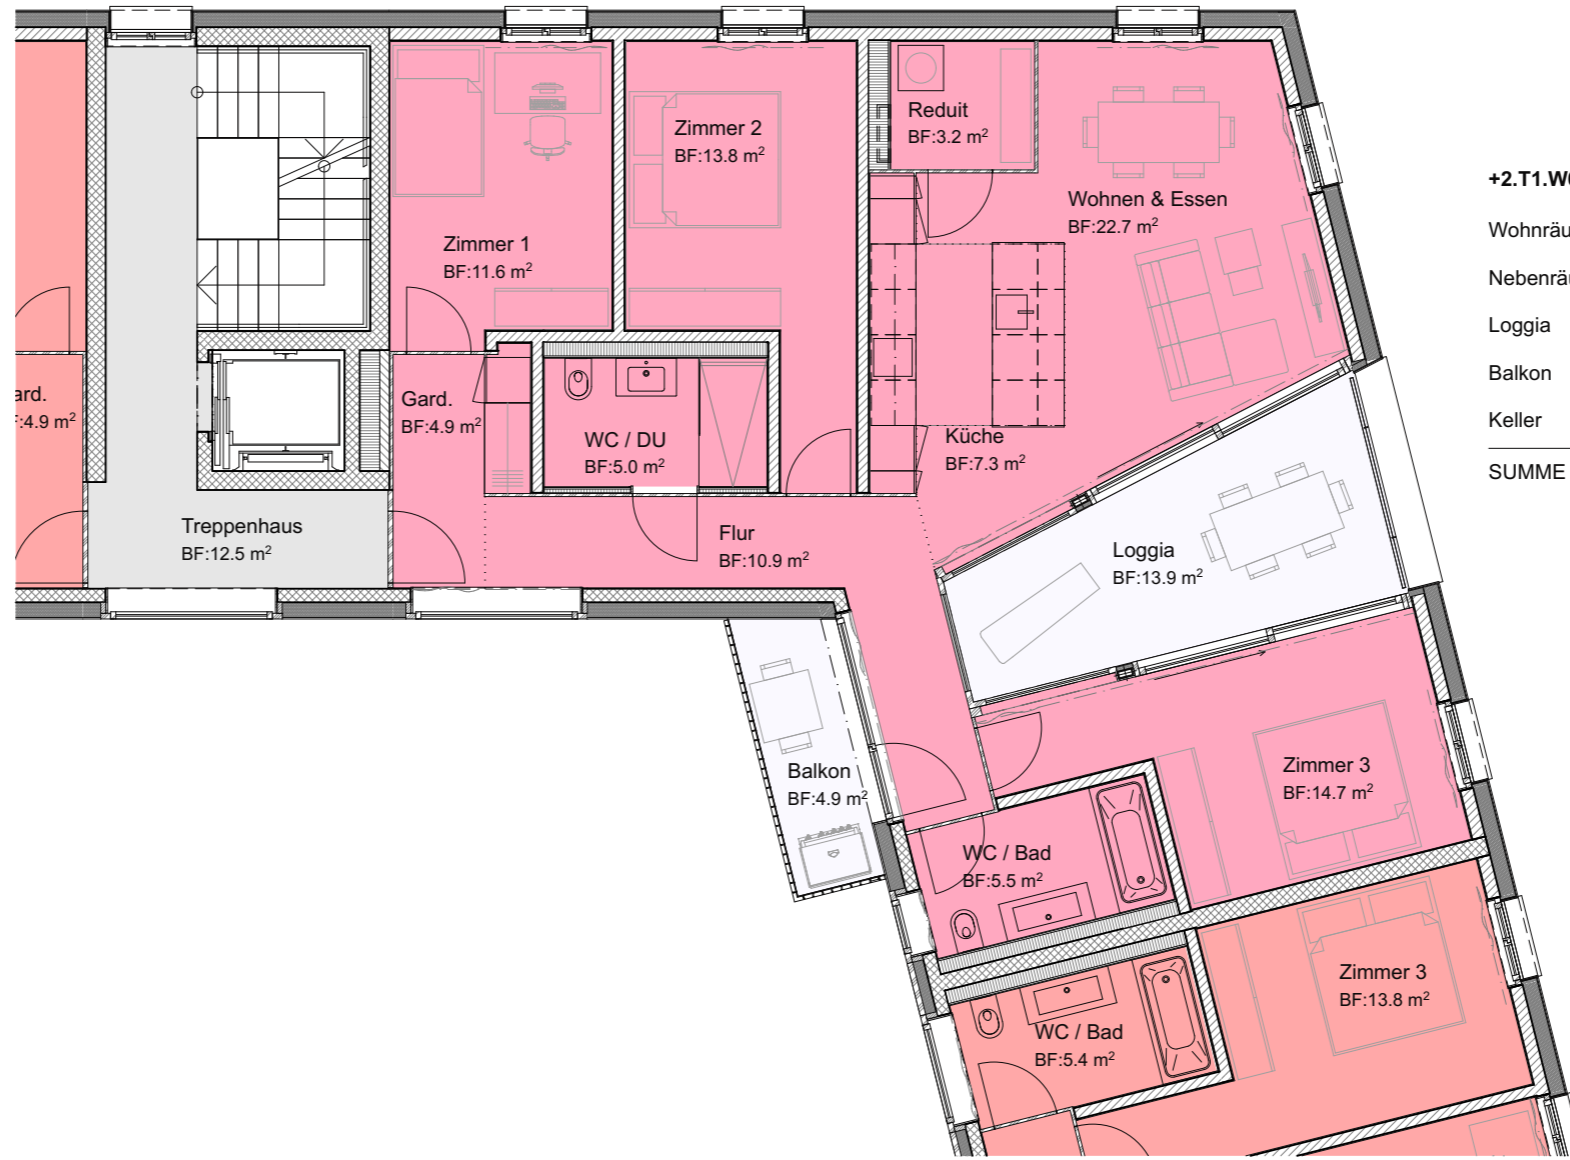 Zimmer 1
BF:11.6 m²
Zimmer 2
BF:13.8 m²
Reduit
BF:3.2 m²
Wohnen & Essen
BF:22.7 m²
Gard.
BF:4.9 m²
WC / DU
BF:5.0 m²
Küche
BF:7.3 m²
Treppenhaus
BF:12.5 m²
Flur
BF:10.9 m²
Loggia
BF:13.9 m²
Balkon
BF:4.9 m²
Zimmer 3
BF:14.7 m²
WC / Bad
BF:5.5 m²
Zimmer 3
BF:13.8 m²
WC / Bad
BF:5.4 m²
ard.
F:4.9 m²
+2.T1.W
Wohnräu
Nebenräu
Loggia
Balkon
Keller
SUMME